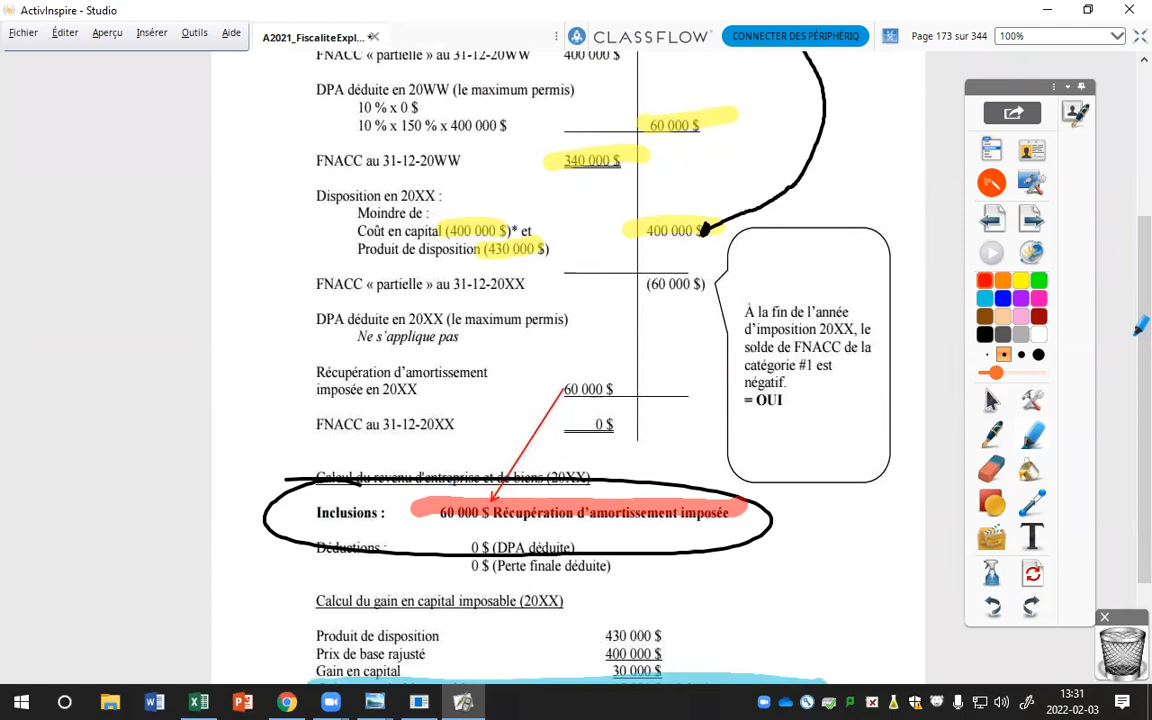 ActivInspire - Studio
Fichier Éditer Aperçu Insérer Outils Aide
A2021_FiscaliteExpl...
CLASSFLOW
CONNECTER DES PÉRIPHÉRIQ
Page 173 sur 344
100%
FNACC « partielle » au 31-12-20WW 400 000 $
DPA déduite en 20WW (le maximum permis)
10 % x 0 $
10 % x 150 % x 400 000 $ 60 000 $
FNACC au 31-12-20WW 340 000 $
Disposition en 20XX :
Moindre de :
Coût en capital (400 000 $)* et 400 000 $
Produit de disposition (430 000 $)
FNACC « partielle » au 31-12-20XX (60 000 $)
DPA déduite en 20XX (le maximum permis)
Ne s'applique pas
Récupération d'amortissement
imposée en 20XX 60 000 $
FNACC au 31-12-20XX 0 $
À la fin de l'année
d'imposition 20XX, le
solde de FNACC de la
catégorie #1 est
négatif.
= OUI
Calcul du revenu d'entreprise et de biens (20XX)
Inclusions : 60 000 $ Récupération d'amortissement imposée
Déductions : 0 $ (DPA déduite)
0 $ (Perte finale déduite)
Calcul du gain en capital imposable (20XX)
Produit de disposition 430 000 $
Prix de base rajusté 400 000 $
Gain en capital 30 000 $
13:31
2022-02-03